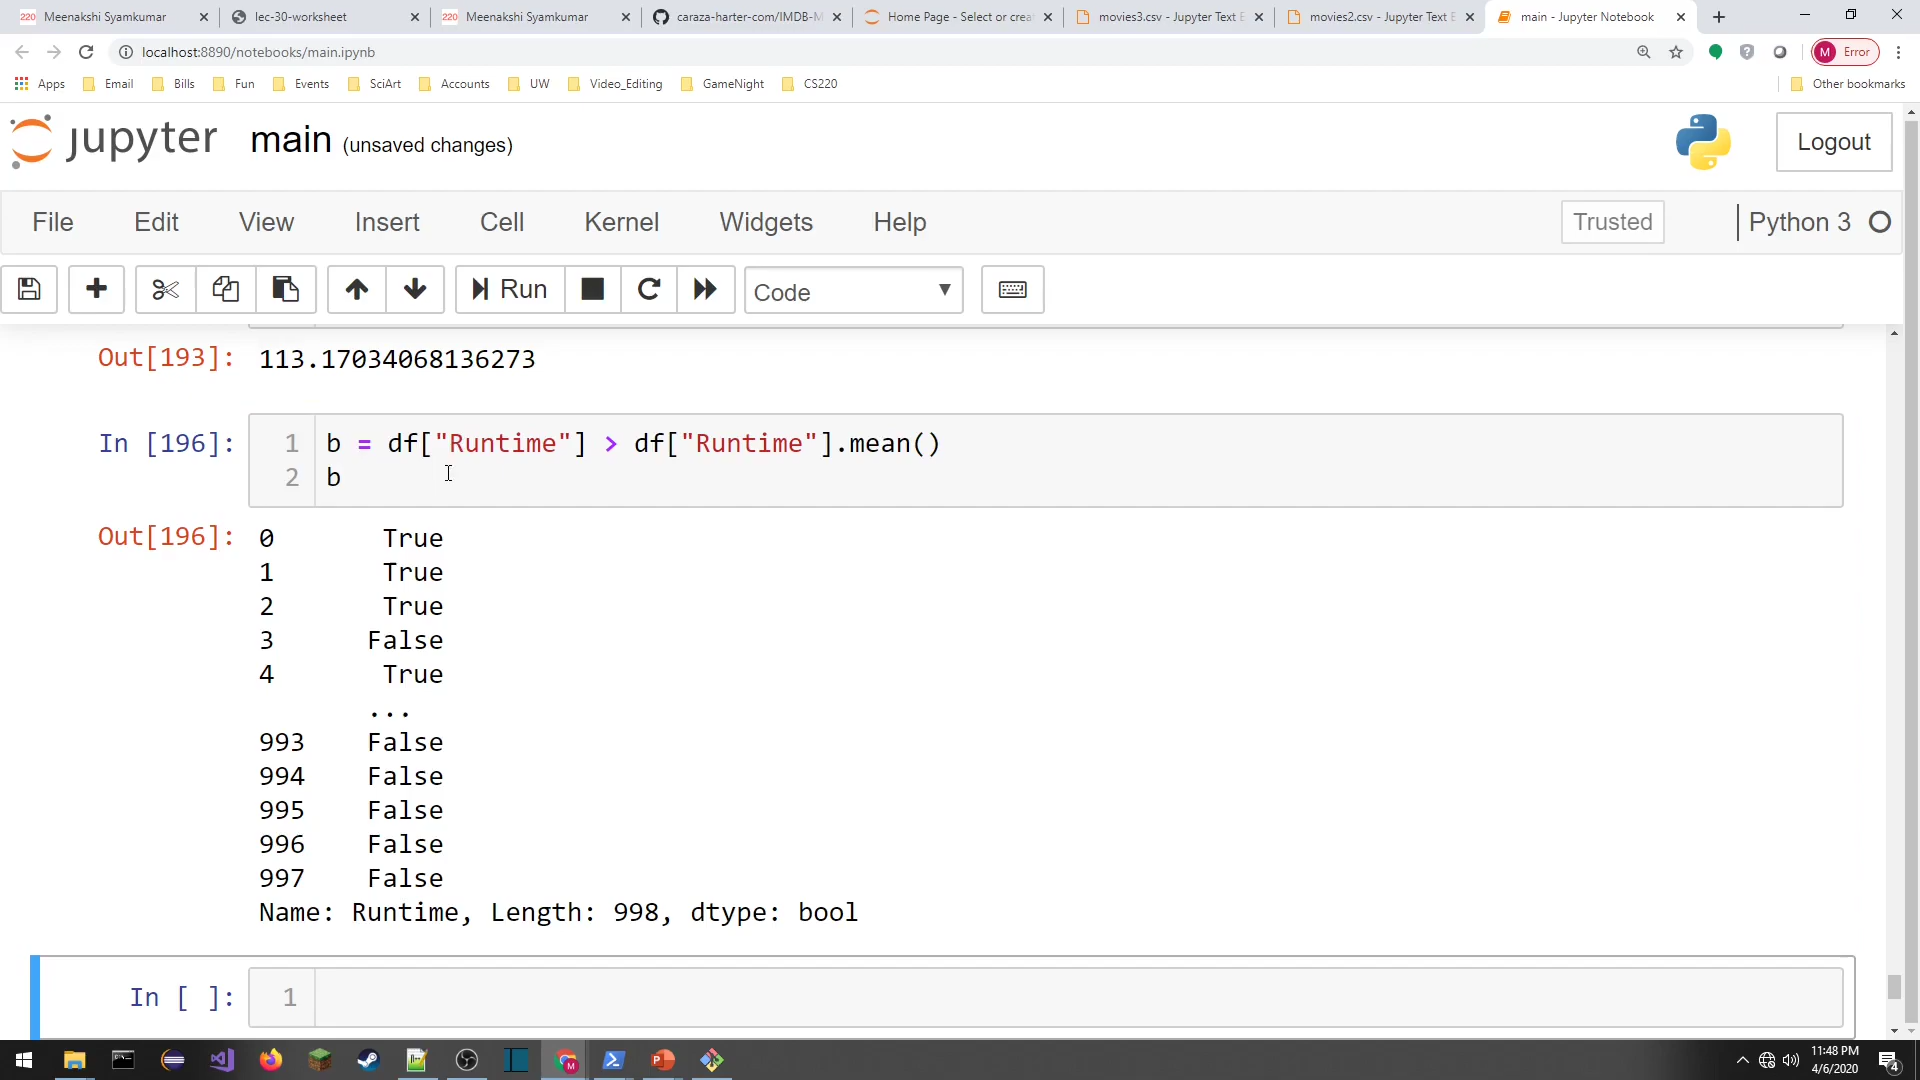 220 Meenakshi Syamkumar
lec-30-worksheet
220 Meenakshi Syamkumar
caraza-harter-com/IMDB-M
Home Page - Select or crea
movies3.csv - Jupyter Text E
movies2.csv - Jupyter Text E
main - Jupyter Notebook
localhost:8890/notebooks/main.ipynb
M Error
Apps Email Bills Fun Events SciArt Accounts UW Video_Editing GameNight CS220 Other bookmarks
jupyter main (unsaved changes)
Logout
File Edit View Insert Cell Kernel Widgets Help Trusted Python 3
Run Code
Out[193]: 113.17034068136273
In [196]: 1 b = df["Runtime"] > df["Runtime"].mean()
2 b
Out[196]: 0 True
1 True
2 True
3 False
4 True
...
993 False
994 False
995 False
996 False
997 False
Name: Runtime, Length: 998, dtype: bool
In [ ]: 1
11:48 PM
4/6/2020
4